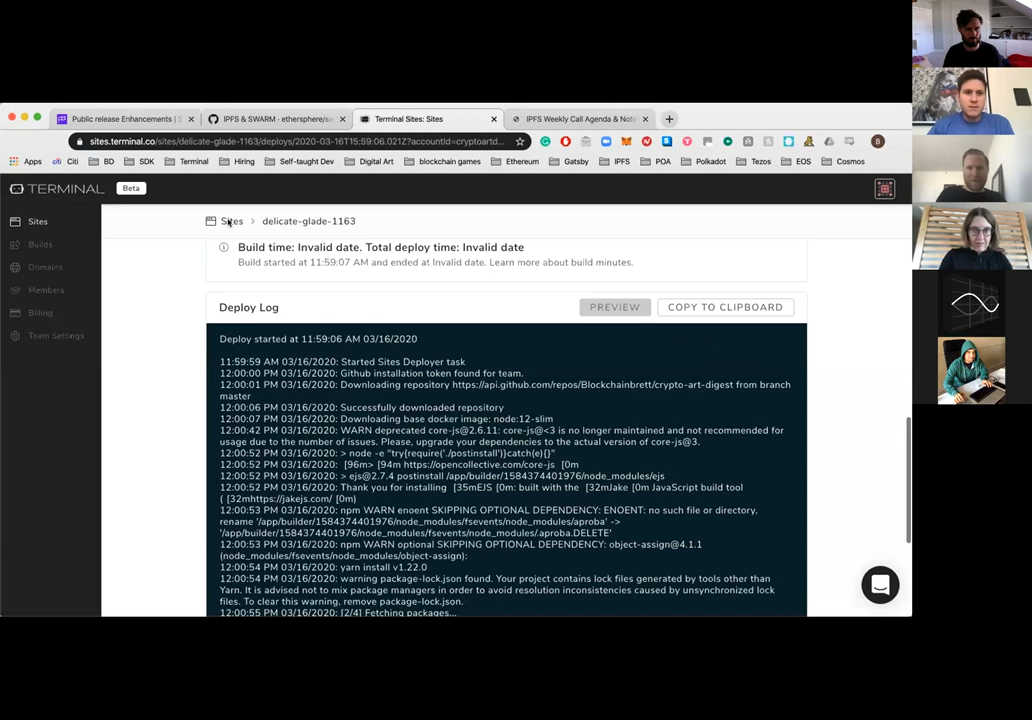 Public release Enhancements | S
IPFS & SWARM · ethersphere/sw
Terminal Sites: Sites
IPFS Weekly Call Agenda & Note
sites.terminal.co/sites/delicate-glade-1163/deploys/2020-03-16T15:59:06.021Z?accountId=cryptoartd...
B
Apps
citi
Citi
BD
SDK
Terminal
Hiring
Self-taught Dev
Digital Art
blockchain games
Ethereum
Gatsby
IPFS
POA
Polkadot
Tezos
EOS
Cosmos
TERMINAL
Beta
Sites
Builds
Domains
Members
Billing
Team Settings
Sites > delicate-glade-1163
Build time: Invalid date. Total deploy time: Invalid date
Build started at 11:59:07 AM and ended at Invalid date. Learn more about build minutes.
Deploy Log
PREVIEW
COPY TO CLIPBOARD
Deploy started at 11:59:06 AM 03/16/2020
11:59:59 AM 03/16/2020: Started Sites Deployer task
12:00:00 PM 03/16/2020: Github installation token found for team.
12:00:01 PM 03/16/2020: Downloading repository https://api.github.com/repos/Blockchainbrett/crypto-art-digest from branch
master
12:00:06 PM 03/16/2020: Successfully downloaded repository
12:00:07 PM 03/16/2020: Downloading base docker image: node:12-slim
12:00:42 PM 03/16/2020: WARN deprecated core-js@2.6.11: core-js@<3 is no longer maintained and not recommended for
usage due to the number of issues. Please, upgrade your dependencies to the actual version of core-js@3.
12:00:52 PM 03/16/2020: > node -e "try{require('./postinstall')}catch(e){}"
12:00:52 PM 03/16/2020: [96m> [94m https://opencollective.com/core-js [0m
12:00:52 PM 03/16/2020: > ejs@2.7.4 postinstall /app/builder/1584374401976/node_modules/ejs
12:00:52 PM 03/16/2020: Thank you for installing [35mEJS [0m: built with the [32mJake [0m JavaScript build tool
( [32mhttps://jakejs.com/ [0m)
12:00:53 PM 03/16/2020: npm WARN enoent SKIPPING OPTIONAL DEPENDENCY: ENOENT: no such file or directory,
rename '/app/builder/1584374401976/node_modules/fsevents/node_modules/aproba' ->
'/app/builder/1584374401976/node_modules/fsevents/node_modules/.aproba.DELETE'
12:00:53 PM 03/16/2020: npm WARN optional SKIPPING OPTIONAL DEPENDENCY: object-assign@4.1.1
(node_modules/fsevents/node_modules/object-assign):
12:00:54 PM 03/16/2020: yarn install v1.22.0
12:00:54 PM 03/16/2020: warning package-lock.json found. Your project contains lock files generated by tools other than
Yarn. It is advised not to mix package managers in order to avoid resolution inconsistencies caused by unsynchronized lock
files. To clear this warning, remove package-lock.json.
12:00:55 PM 03/16/2020: [2/4] Fetching packages...